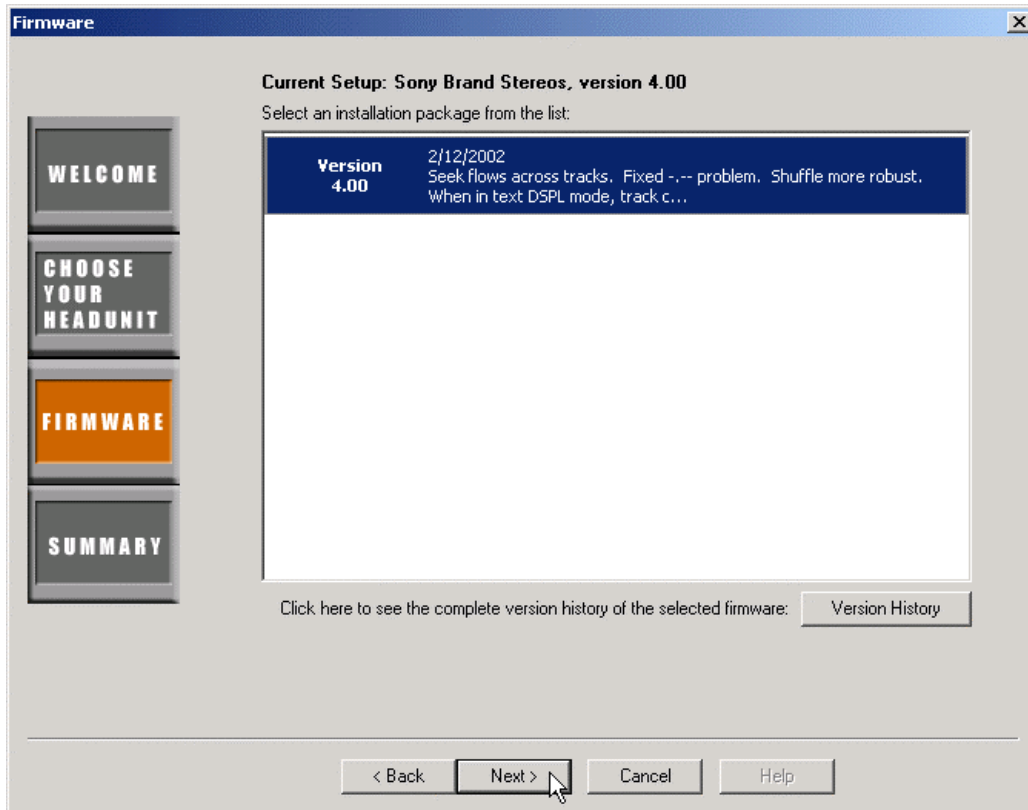 Firmware
Current Setup: Sony Brand Stereos, version 4.00
Select an installation package from the list:
WELCOME
CHOOSE
YOUR
HEADUNIT
FIRMWARE
SUMMARY
Version
4.00
2/12/2002
Seek flows across tracks.  Fixed -.-- problem.  Shuffle more robust.
When in text DSPL mode, track c...
Click here to see the complete version history of the selected firmware:
Version History
< Back
Next >
Cancel
Help